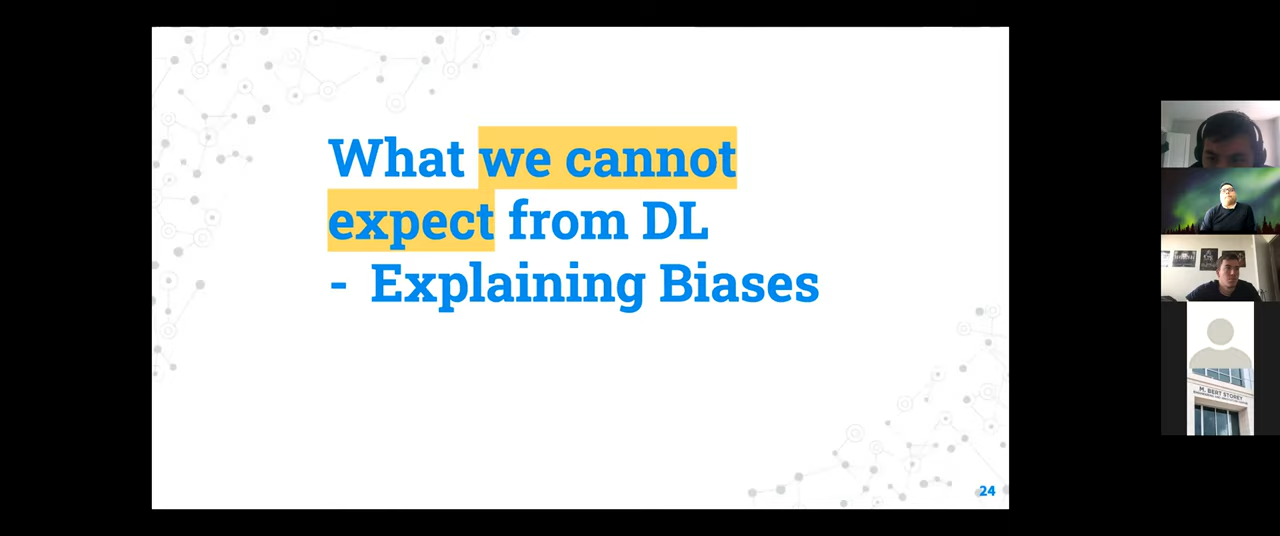 What we cannot
expect from DL
- Explaining Biases
24
M. BERT STOREY